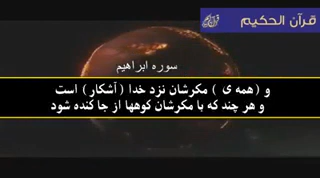 قرآن الحکیم
سوره ابراهیم
و (همه ی ) مکرشان نزد خدا (آشکار) است
و هر چند که با مکرشان کوهها از جا کنده شود